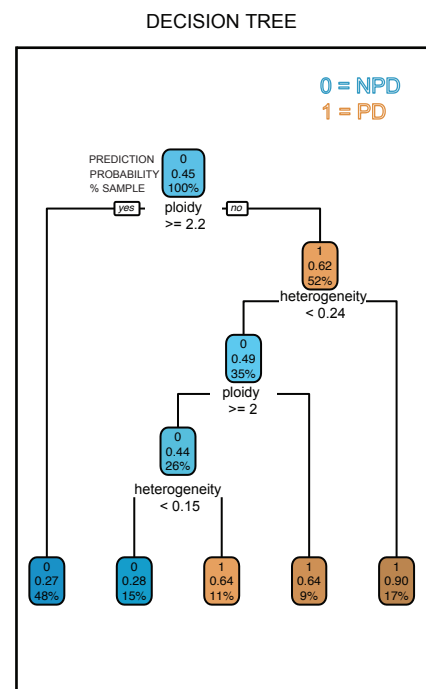 DECISION TREE
0 = NPD
1 = PD
PREDICTION
PROBABILITY
% SAMPLE
0
0.45
100%
yes
ploidy
>= 2.2
no
1
0.62
52%
heterogeneity
< 0.24
0
0.49
35%
ploidy
>= 2
0
0.44
26%
heterogeneity
< 0.15
0
0.27
48%
0
0.28
15%
1
0.64
11%
1
0.64
9%
1
0.90
17%